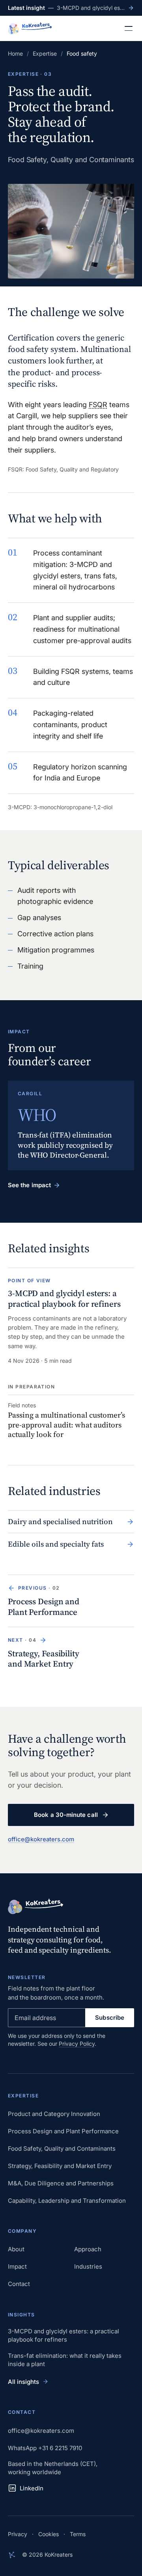 Latest insight — 3-MCPD and glycidyl es... →
KoKreaters
Home / Expertise / Food safety
EXPERTISE · 03
Pass the audit.
Protect the brand.
Stay ahead of
the regulation.
Food Safety, Quality and Contaminants
The challenge we solve
Certification covers the generic
food safety system. Multinational
customers look further, at
the product- and process-
specific risks.
With eight years leading FSQR teams
at Cargill, we help suppliers see their
plant through the auditor’s eyes,
and help brand owners understand
their suppliers.
FSQR: Food Safety, Quality and Regulatory
What we help with
01 Process contaminant
mitigation: 3-MCPD and
glycidyl esters, trans fats,
mineral oil hydrocarbons
02 Plant and supplier audits;
readiness for multinational
customer pre-approval audits
03 Building FSQR systems, teams
and culture
04 Packaging-related
contaminants, product
integrity and shelf life
05 Regulatory horizon scanning
for India and Europe
3-MCPD: 3-monochloropropane-1,2-diol
Typical deliverables
— Audit reports with
photographic evidence
— Gap analyses
— Corrective action plans
— Mitigation programmes
— Training
IMPACT
From our
founder’s career
CARGILL
WHO
Trans-fat (iTFA) elimination
work publicly recognised by
the WHO Director-General.
See the impact →
Related insights
POINT OF VIEW
3-MCPD and glycidyl esters: a
practical playbook for refiners
Process contaminants are not a laboratory
problem. They are made in the refinery,
step by step, and they can be unmade the
same way.
4 Nov 2026 · 5 min read
IN PREPARATION
Field notes
Passing a multinational customer’s
pre-approval audit: what auditors
actually look for
Related industries
Dairy and specialised nutrition →
Edible oils and specialty fats →
← PREVIOUS · 02
Process Design and
Plant Performance
NEXT · 04 →
Strategy, Feasibility
and Market Entry
Have a challenge worth
solving together?
Tell us about your product, your plant
or your decision.
Book a 30-minute call →
office@kokreaters.com
KoKreaters
Independent technical and
strategy consulting for food,
feed and specialty ingredients.
NEWSLETTER
Field notes from the plant floor
and the boardroom, once a month.
Email address Subscribe
We use your address only to send the
newsletter. See our Privacy Policy.
EXPERTISE
Product and Category Innovation
Process Design and Plant Performance
Food Safety, Quality and Contaminants
Strategy, Feasibility and Market Entry
M&A, Due Diligence and Partnerships
Capability, Leadership and Transformation
COMPANY
About Approach
Impact Industries
Contact
INSIGHTS
3-MCPD and glycidyl esters: a practical
playbook for refiners
Trans-fat elimination: what it really takes
inside a plant
All insights →
CONTACT
office@kokreaters.com
WhatsApp +31 6 2215 7910
Based in the Netherlands (CET),
working worldwide
LinkedIn
Privacy · Cookies · Terms
© 2026 KoKreaters